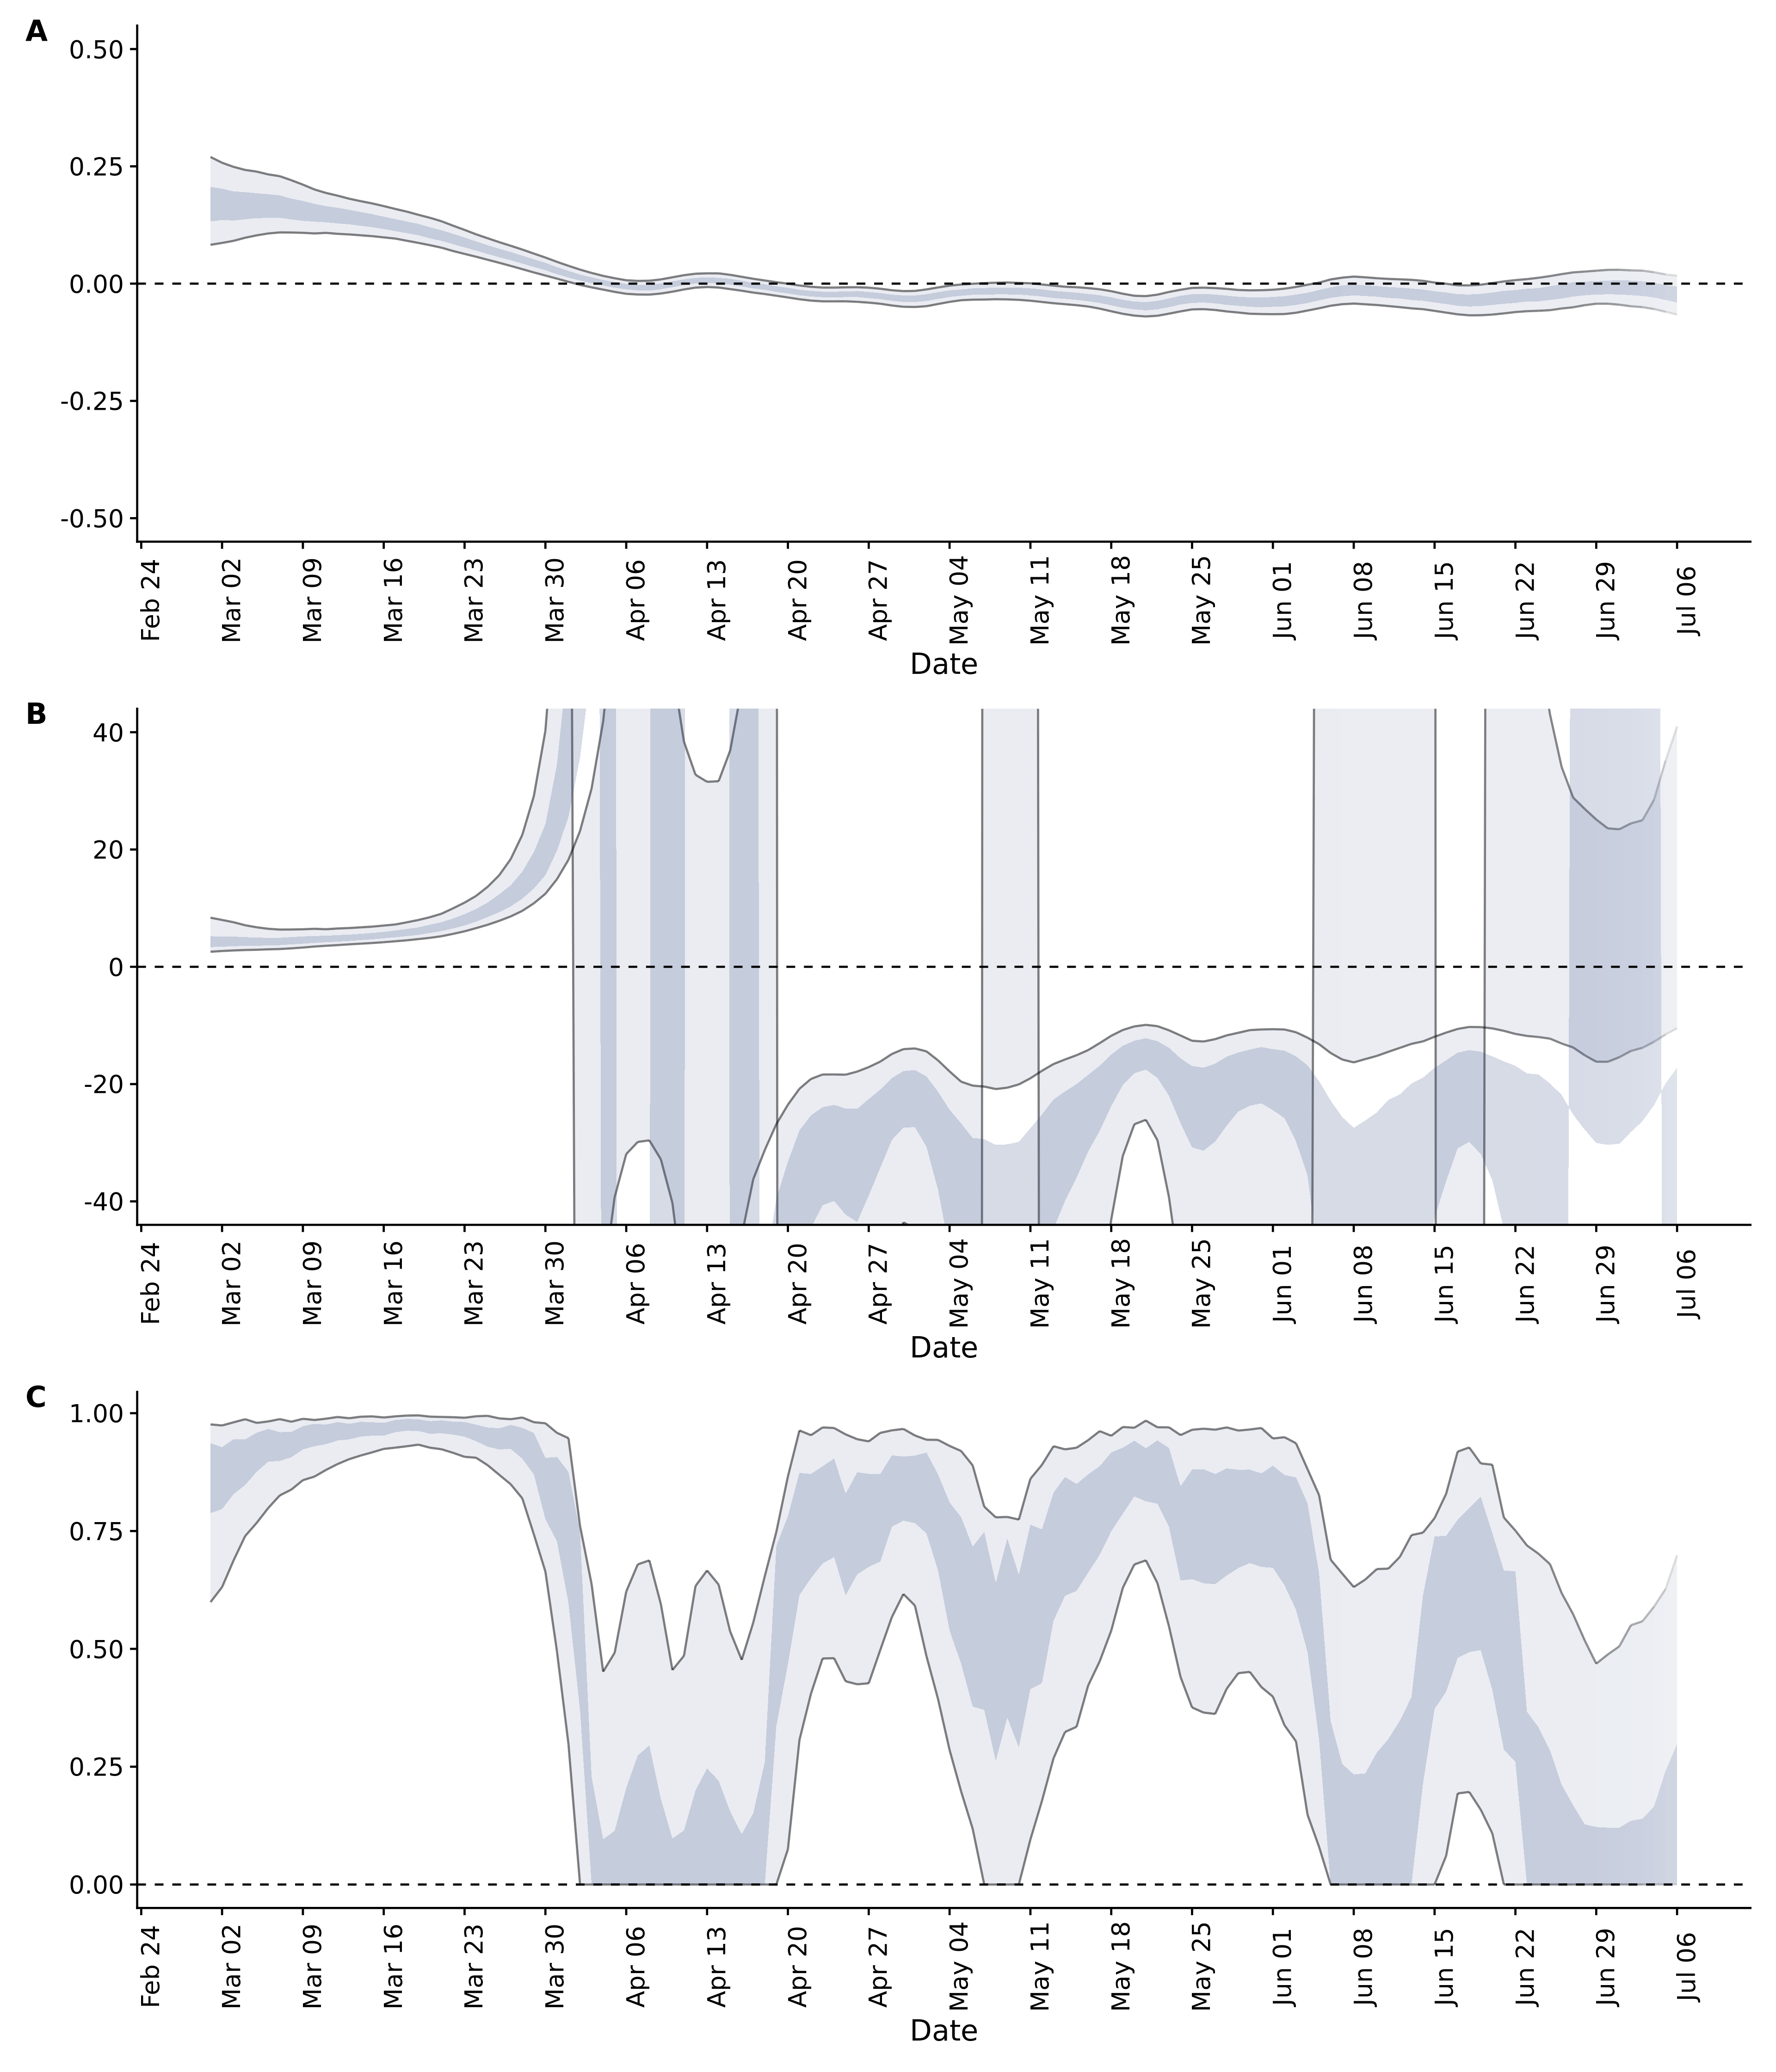 A
0.50
0.25
0.00
-0.25
-0.50
Feb 24
Mar 02
Mar 09
Mar 16
Mar 23
Mar 30
Apr 06
Apr 13
Apr 20
Apr 27
May 04
May 11
May 18
May 25
Jun 01
Jun 08
Jun 15
Jun 22
Jun 29
Jul 06
Date
B
40
20
0
-20
-40
Feb 24
Mar 02
Mar 09
Mar 16
Mar 23
Mar 30
Apr 06
Apr 13
Apr 20
Apr 27
May 04
May 11
May 18
May 25
Jun 01
Jun 08
Jun 15
Jun 22
Jun 29
Jul 06
Date
C
1.00
0.75
0.50
0.25
0.00
Feb 24
Mar 02
Mar 09
Mar 16
Mar 23
Mar 30
Apr 06
Apr 13
Apr 20
Apr 27
May 04
May 11
May 18
May 25
Jun 01
Jun 08
Jun 15
Jun 22
Jun 29
Jul 06
Date